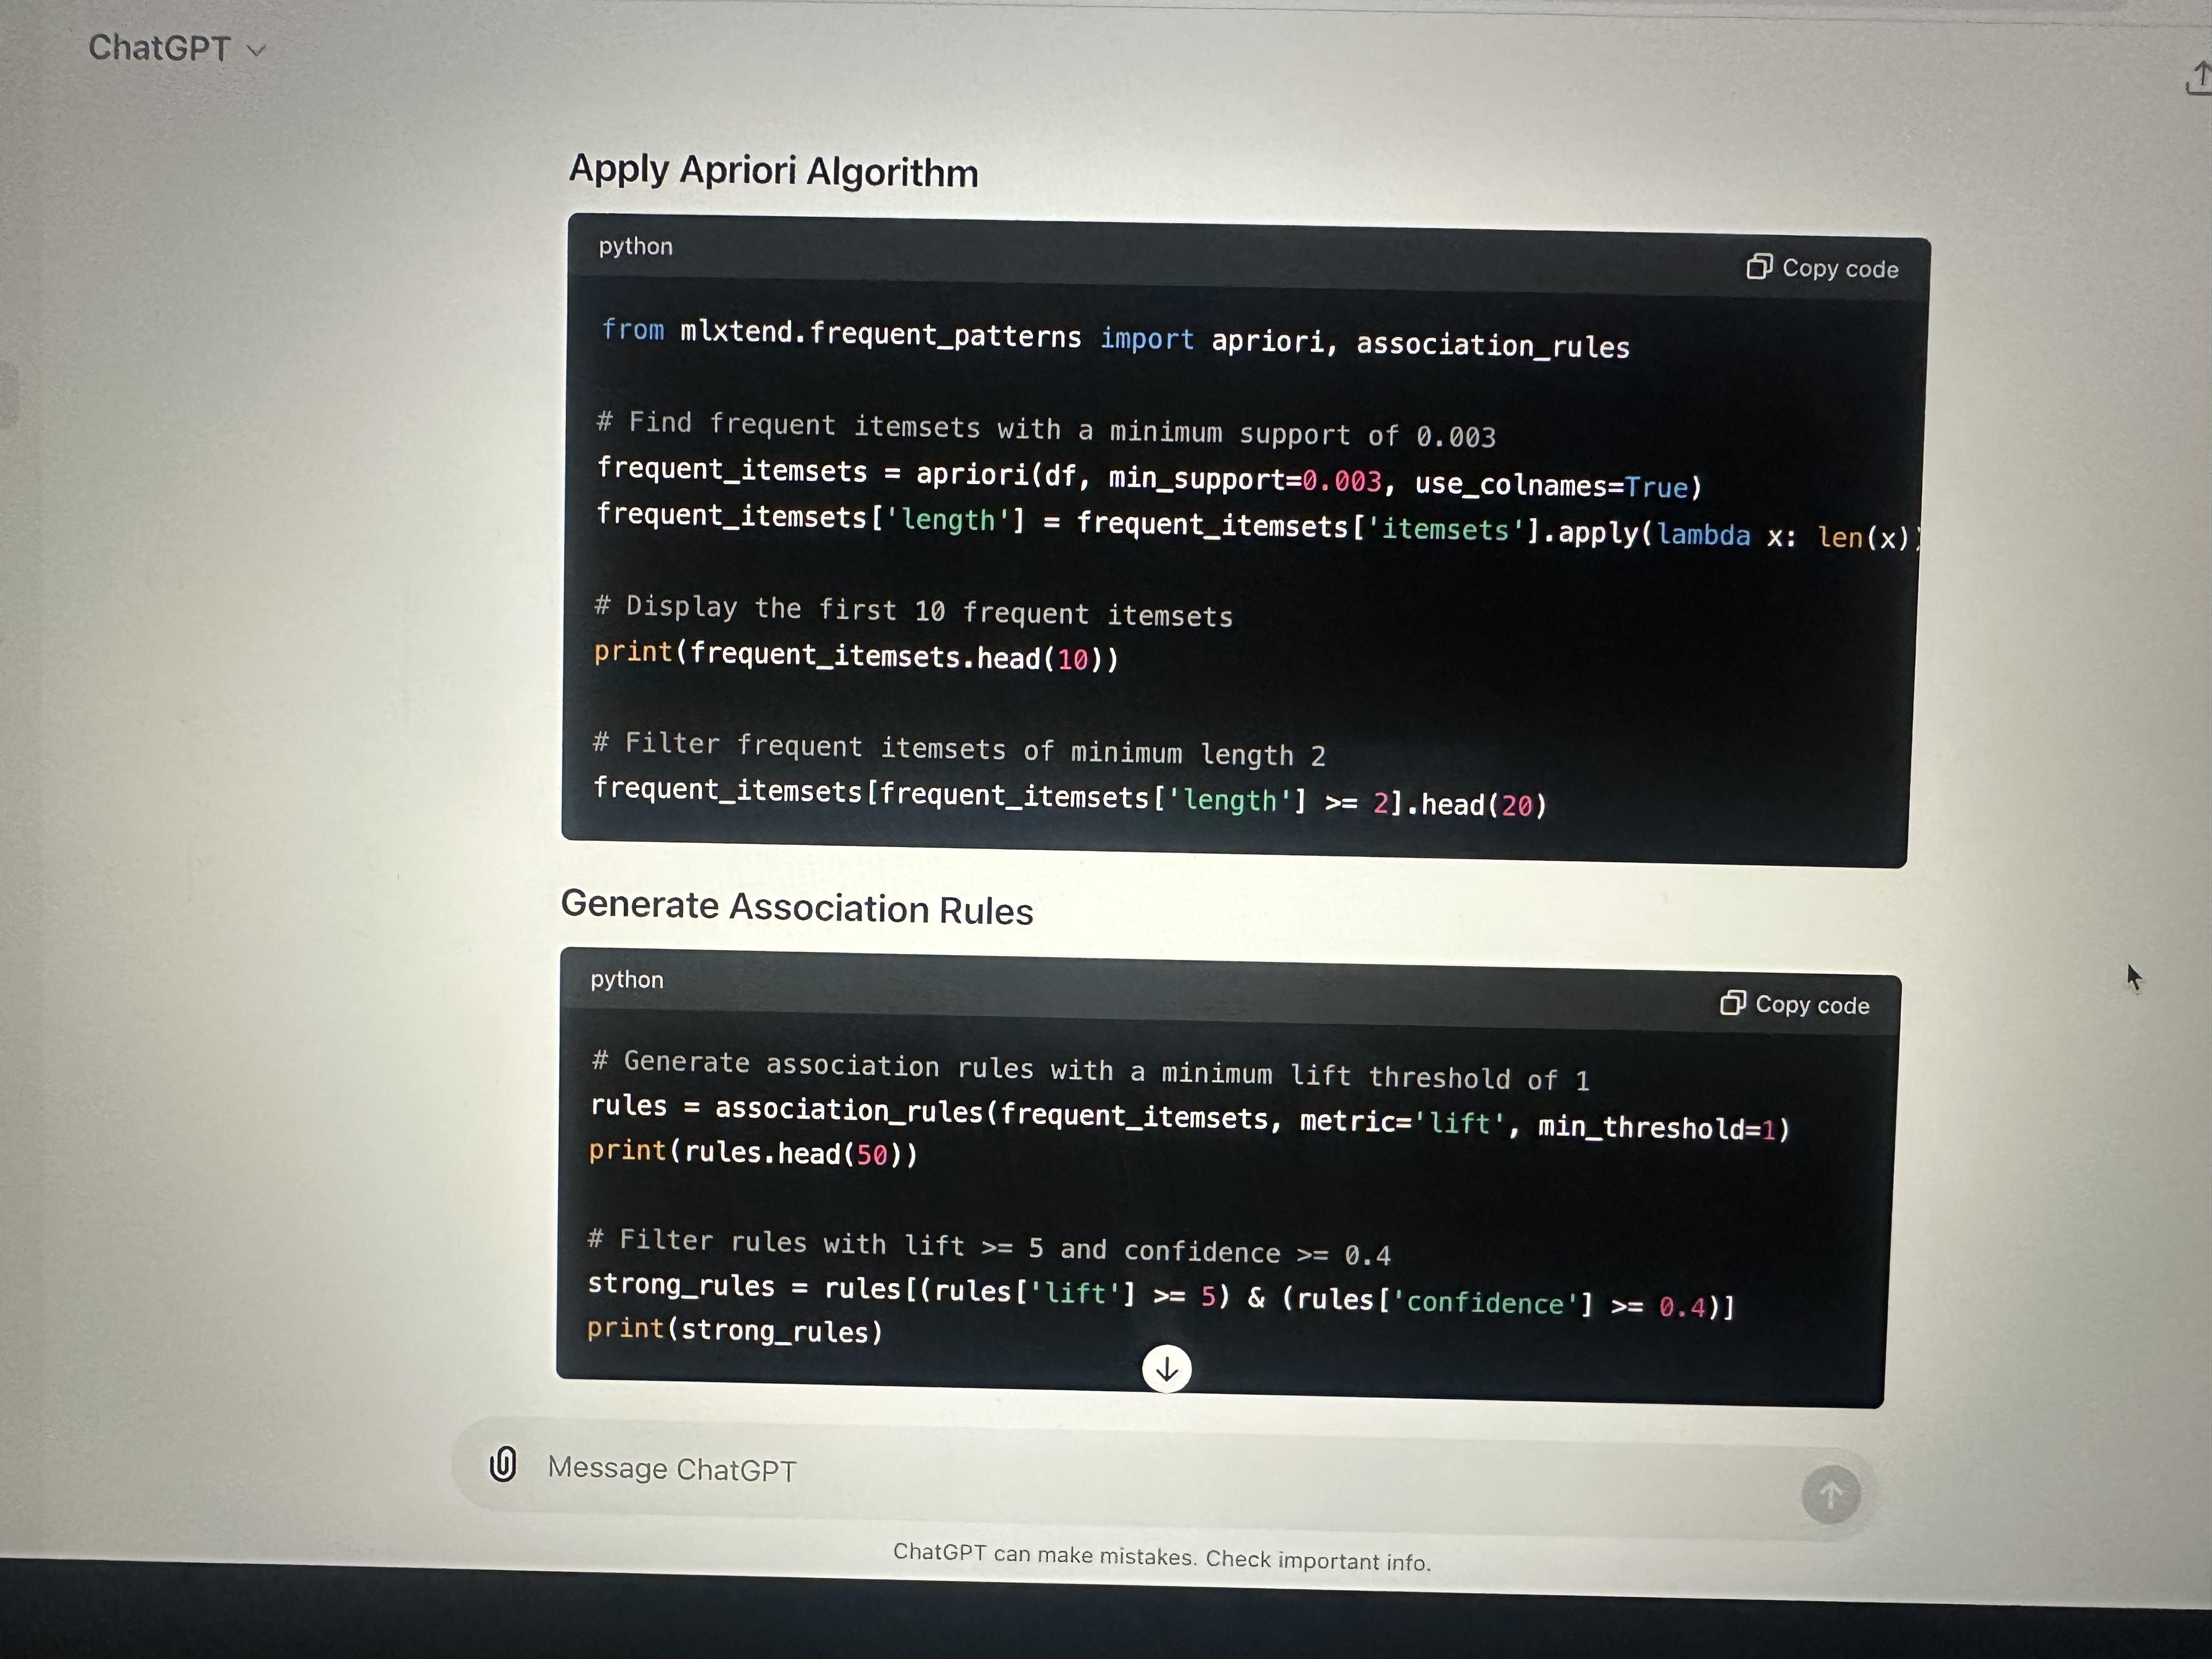 ChatGPT
Apply Apriori Algorithm
python
Copy code
from mlxtend.frequent_patterns import apriori, association_rules
# Find frequent itemsets with a minimum support of 0.003
frequent_itemsets = apriori(df, min_support=0.003, use_colnames=True)
frequent_itemsets['length'] = frequent_itemsets['itemsets'].apply(lambda x: len(x))
# Display the first 10 frequent itemsets
print(frequent_itemsets.head(10))
# Filter frequent itemsets of minimum length 2
frequent_itemsets[frequent_itemsets['length'] >= 2].head(20)
Generate Association Rules
python
Copy code
# Generate association rules with a minimum lift threshold of 1
rules = association_rules(frequent_itemsets, metric='lift', min_threshold=1)
print(rules.head(50))
# Filter rules with lift >= 5 and confidence >= 0.4
strong_rules = rules[(rules['lift'] >= 5) & (rules['confidence'] >= 0.4)]
print(strong_rules)
Message ChatGPT
ChatGPT can make mistakes. Check important info.